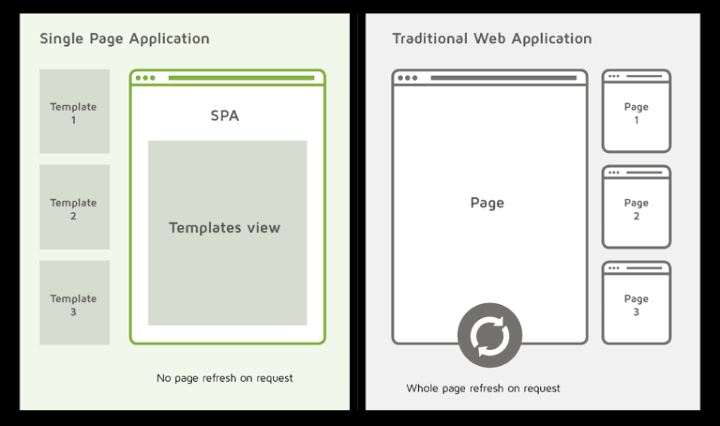 Single Page Application
Template
1
Template
2
Template
3
SPA
Templates view
No page refresh on request
Traditional Web Application
Page
Page
1
Page
2
Page
3
Whole page refresh on request